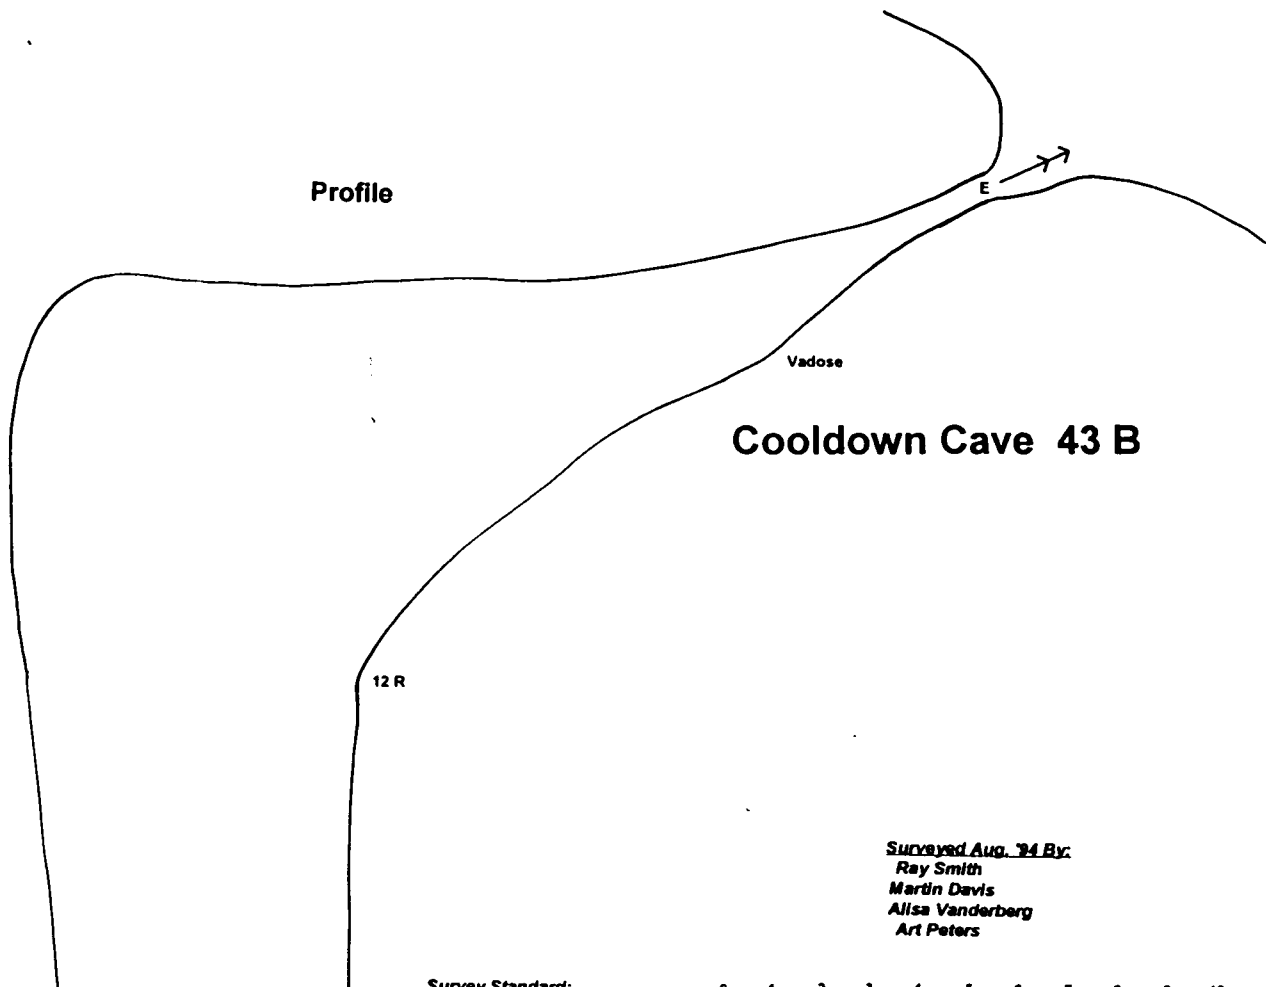 E
Profile
Vadose
Cooldown Cave 43 B
12 R
Surveyed Aug. '94 By:
Ray Smith
Martin Davis
Alisa Vanderberg
Art Peters
Survey Standard: